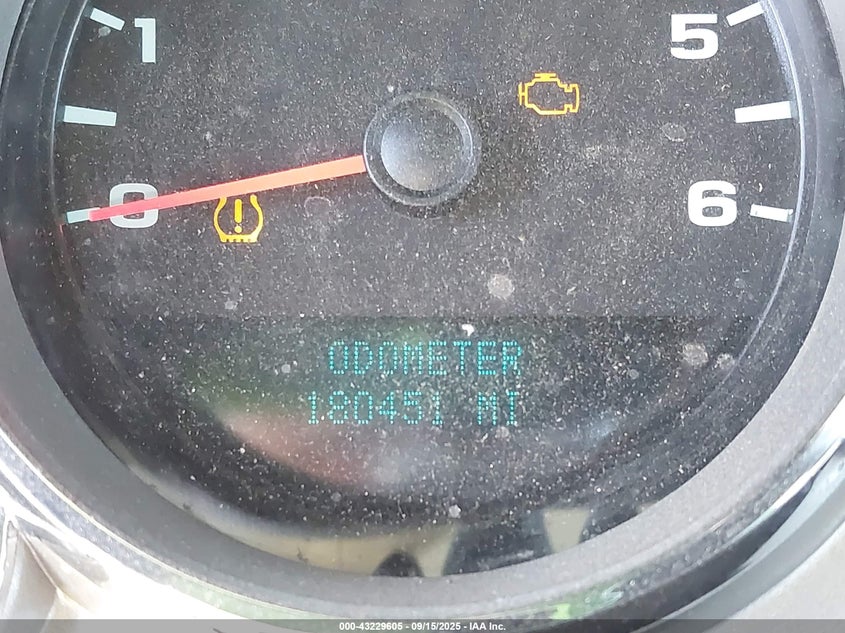 1 5
0 6
ODOMETER
180451 MI
000-43229605 - 09/15/2025 - IAA Inc.